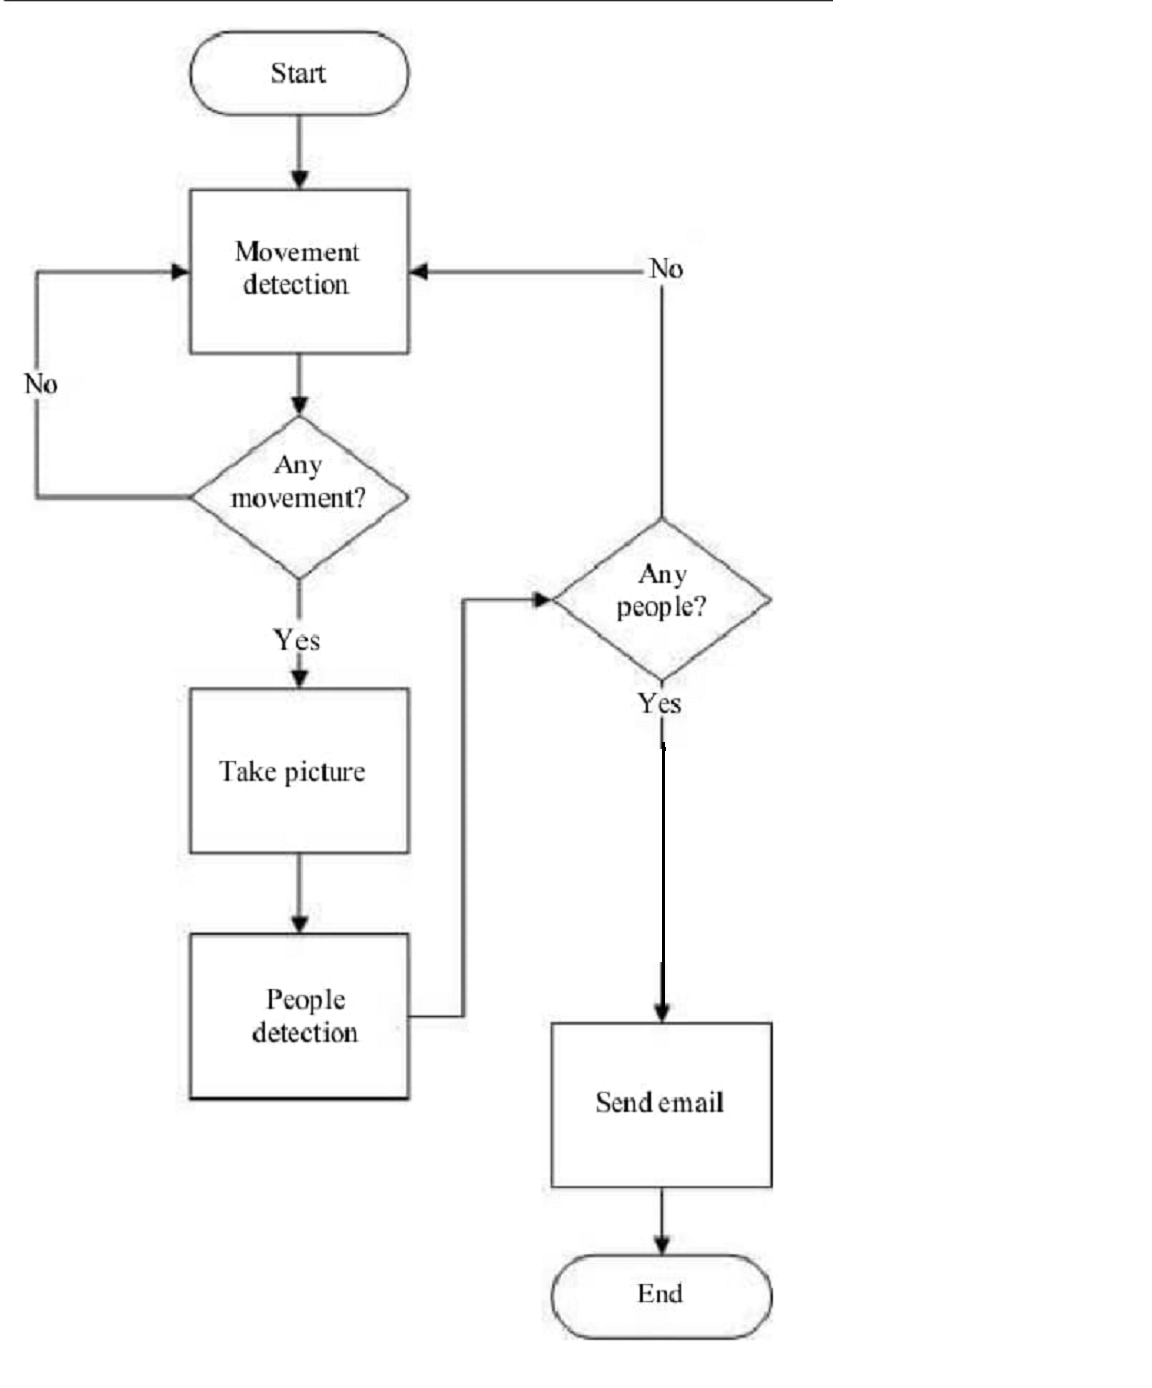 Start
Movement
detection
No
No
Any
movement?
Yes
Any
people?
Yes
Take picture
People
detection
Send email
End